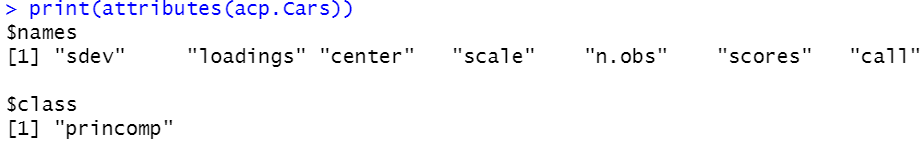 > print(attributes(acp.Cars))
$names
[1] "sdev"     "loadings" "center"   "scale"    "n.obs"    "scores"   "call"
$class
[1] "princomp"